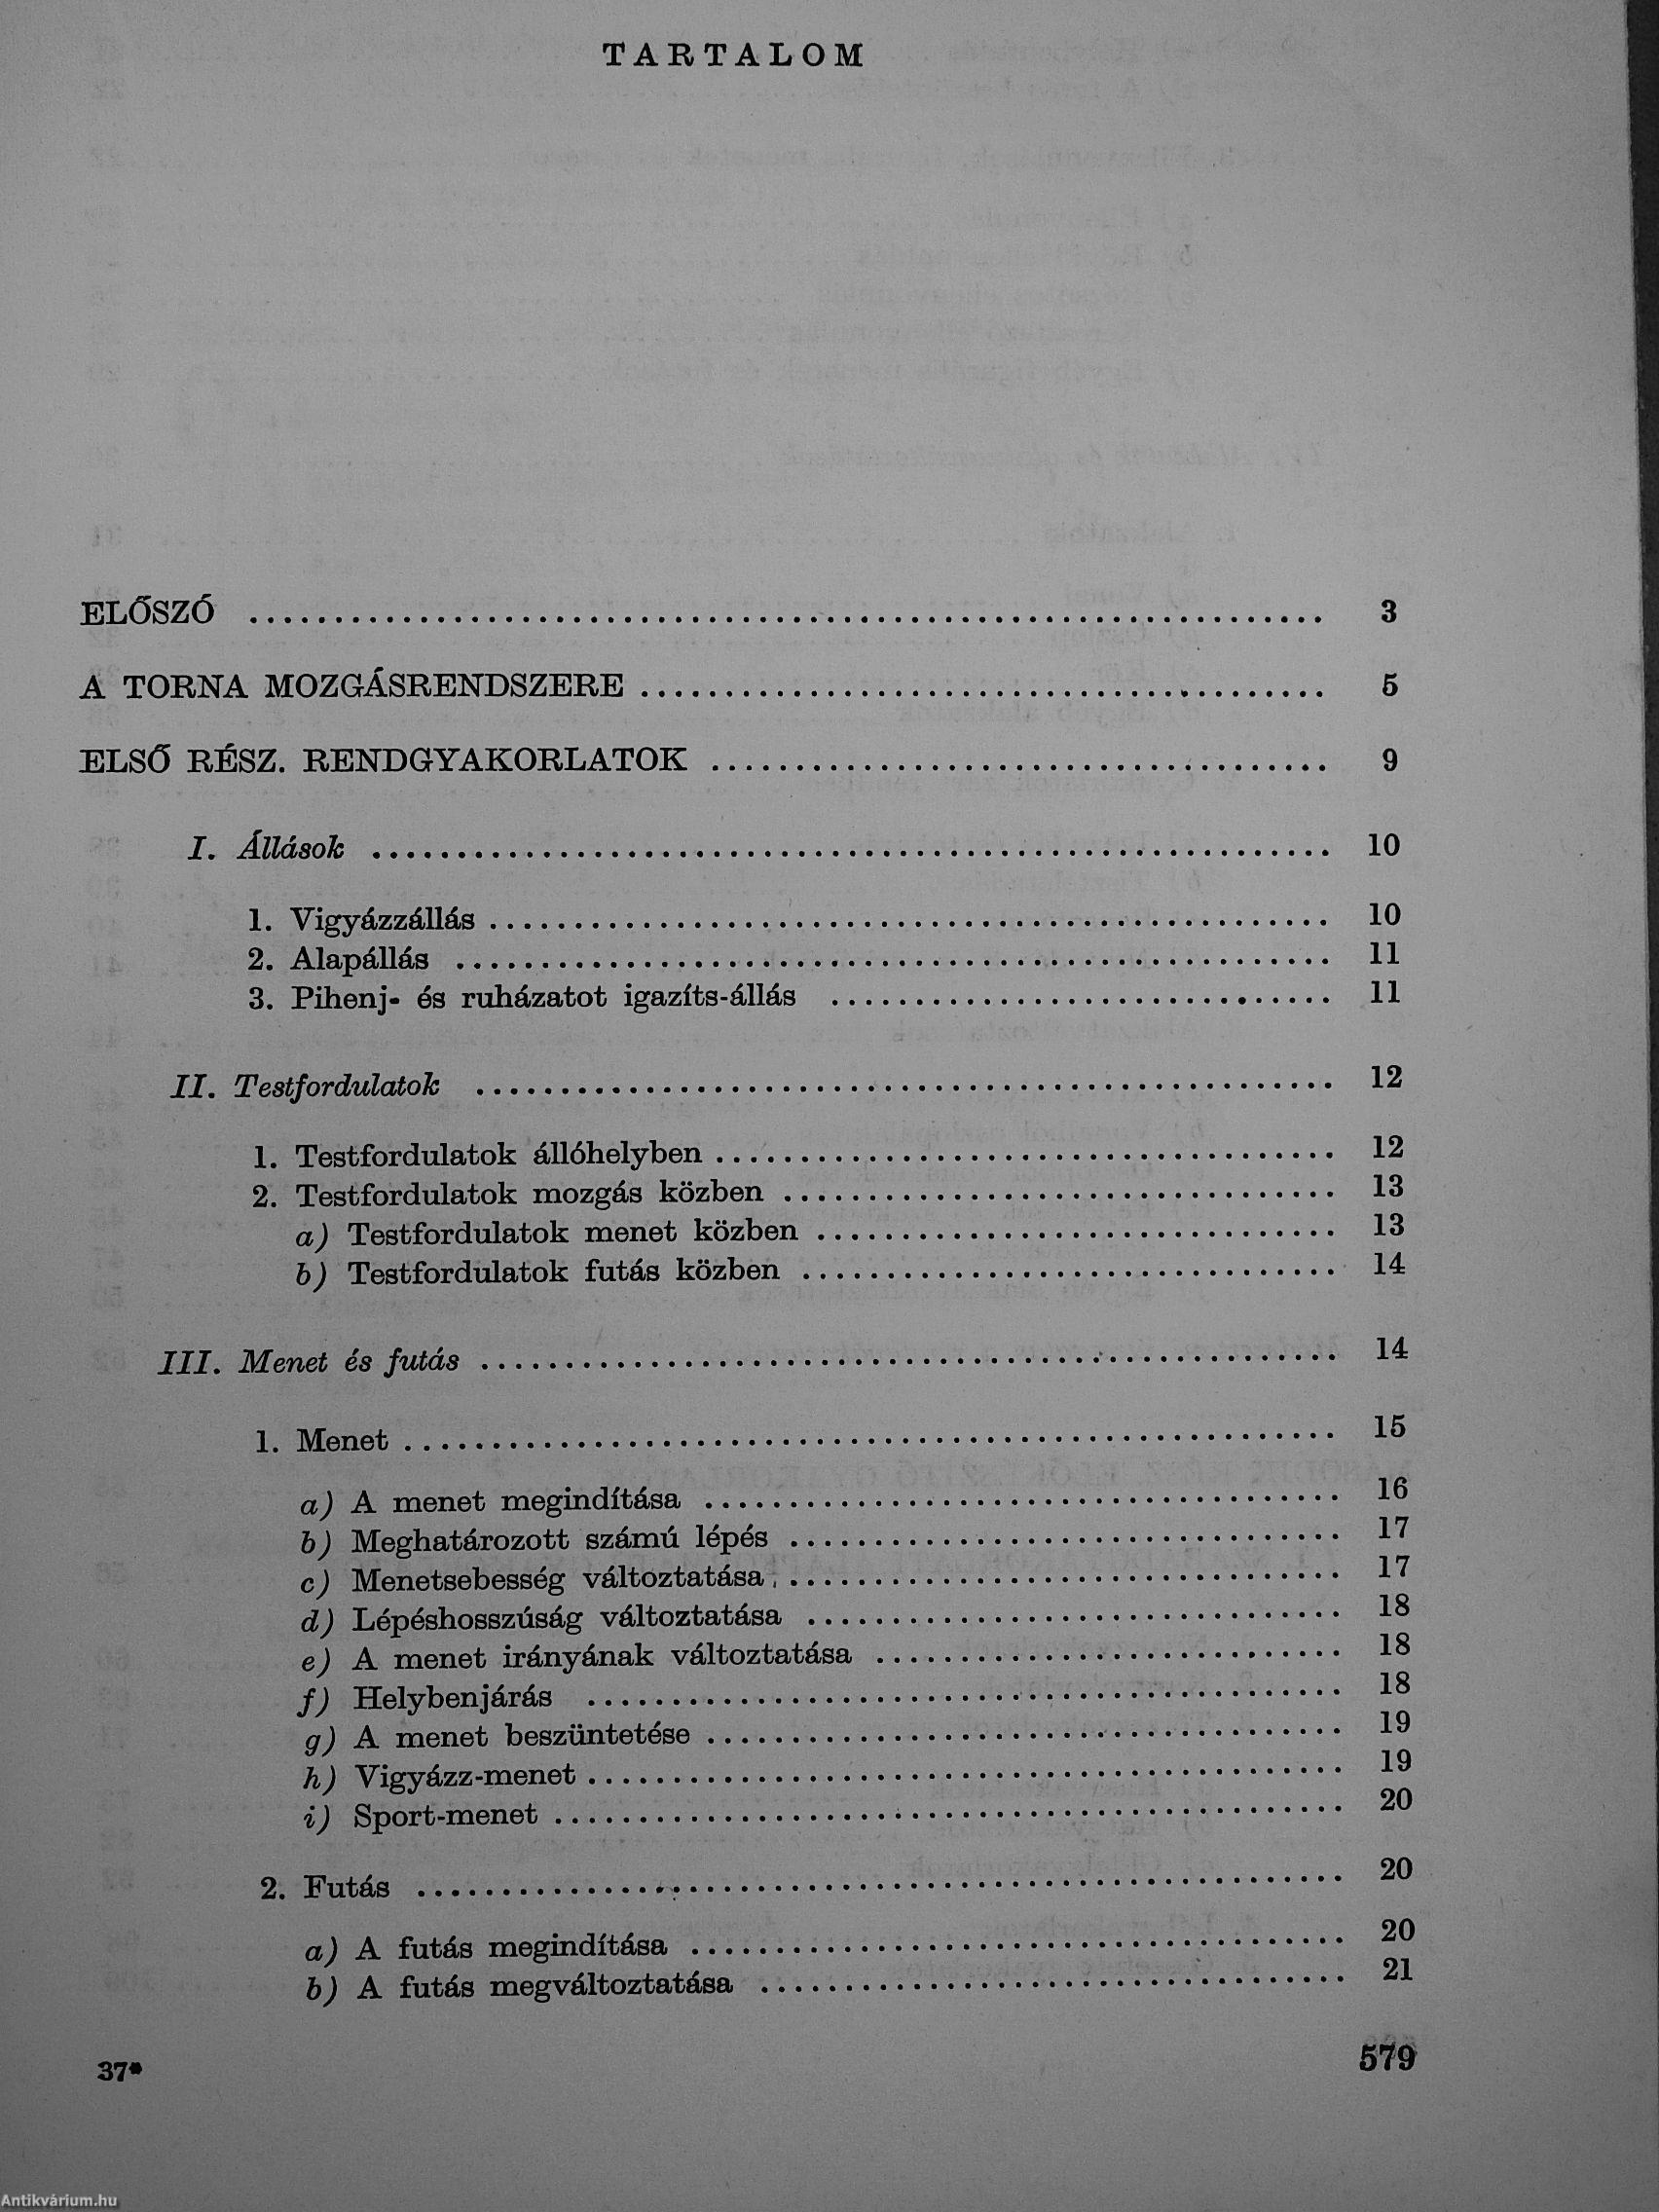 TARTALOM
ELŐSZÓ ........ 3
A TORNA MOZGÁSRENDSZERE ........ 5
ELSŐ RÉSZ. RENDGYAKORLATOK ........ 9
I. Állások ........ 10
1. Vigyázzállás ........ 10
2. Alapállás ........ 11
3. Pihenj- és ruházatot igazíts-állás ........ 11
II. Testfordulatok ........ 12
1. Testfordulatok állóhelyben ........ 12
2. Testfordulatok mozgás közben ........ 13
a) Testfordulatok menet közben ........ 13
b) Testfordulatok futás közben ........ 14
III. Menet és futás ........ 14
1. Menet ........ 15
a) A menet megindítása ........ 16
b) Meghatározott számú lépés ........ 17
c) Menetsebesség változtatása ........ 17
d) Lépéshosszúság változtatása ........ 18
e) A menet irányának változtatása ........ 18
f) Helybenjárás ........ 18
g) A menet beszüntetése ........ 19
h) Vigyázz-menet ........ 19
i) Sport-menet ........ 20
2. Futás ........ 20
a) A futás megindítása ........ 20
b) A futás megváltoztatása ........ 21
37* 579
Antikvárium.hu